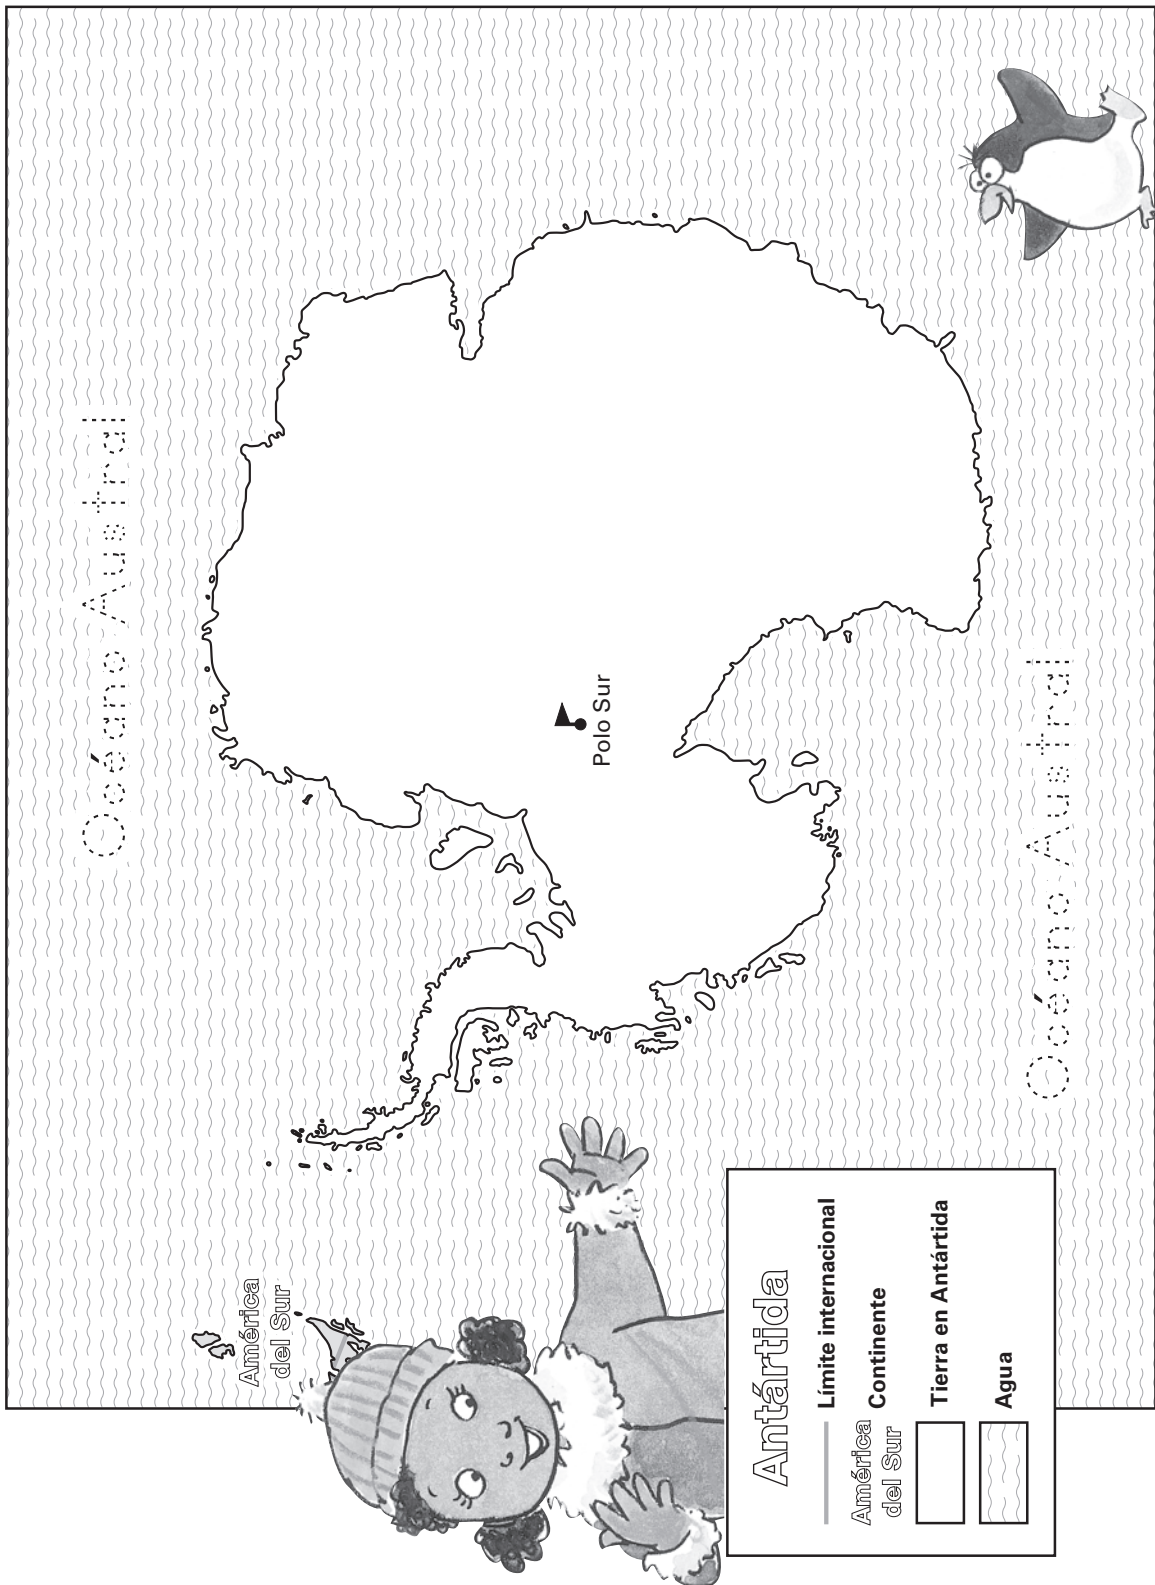 Océano Austral
Polo Sur
Océano Austral
América
del Sur
Antártida
Límite internacional
América
del Sur
Continente
Tierra en Antártida
Agua